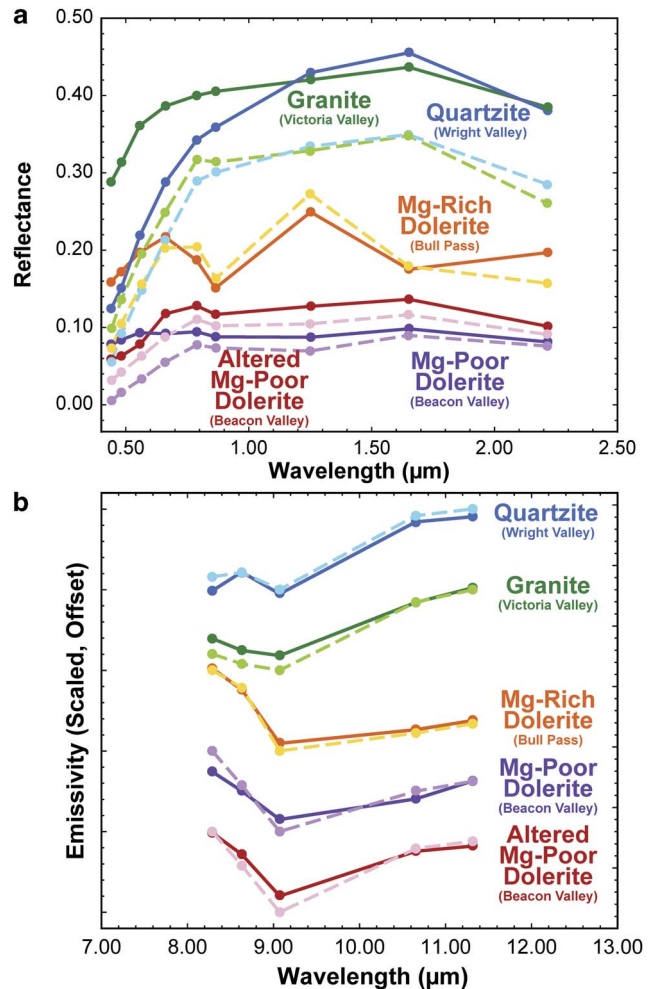 a
0.50
0.40
0.30
0.20
0.10
0.00
Reflectance
Granite
(Victoria Valley)
Quartzite
(Wright Valley)
Mg-Rich
Dolerite
(Bull Pass)
Altered
Mg-Poor
Dolerite
(Beacon Valley)
Mg-Poor
Dolerite
(Beacon Valley)
0.50 1.00 1.50 2.00 2.50
Wavelength (µm)
b
Emissivity (Scaled, Offset)
Quartzite
(Wright Valley)
Granite
(Victoria Valley)
Mg-Rich
Dolerite
(Bull Pass)
Mg-Poor
Dolerite
(Beacon Valley)
Altered
Mg-Poor
Dolerite
(Beacon Valley)
7.00 8.00 9.00 10.00 11.00 12.00 13.00
Wavelength (µm)